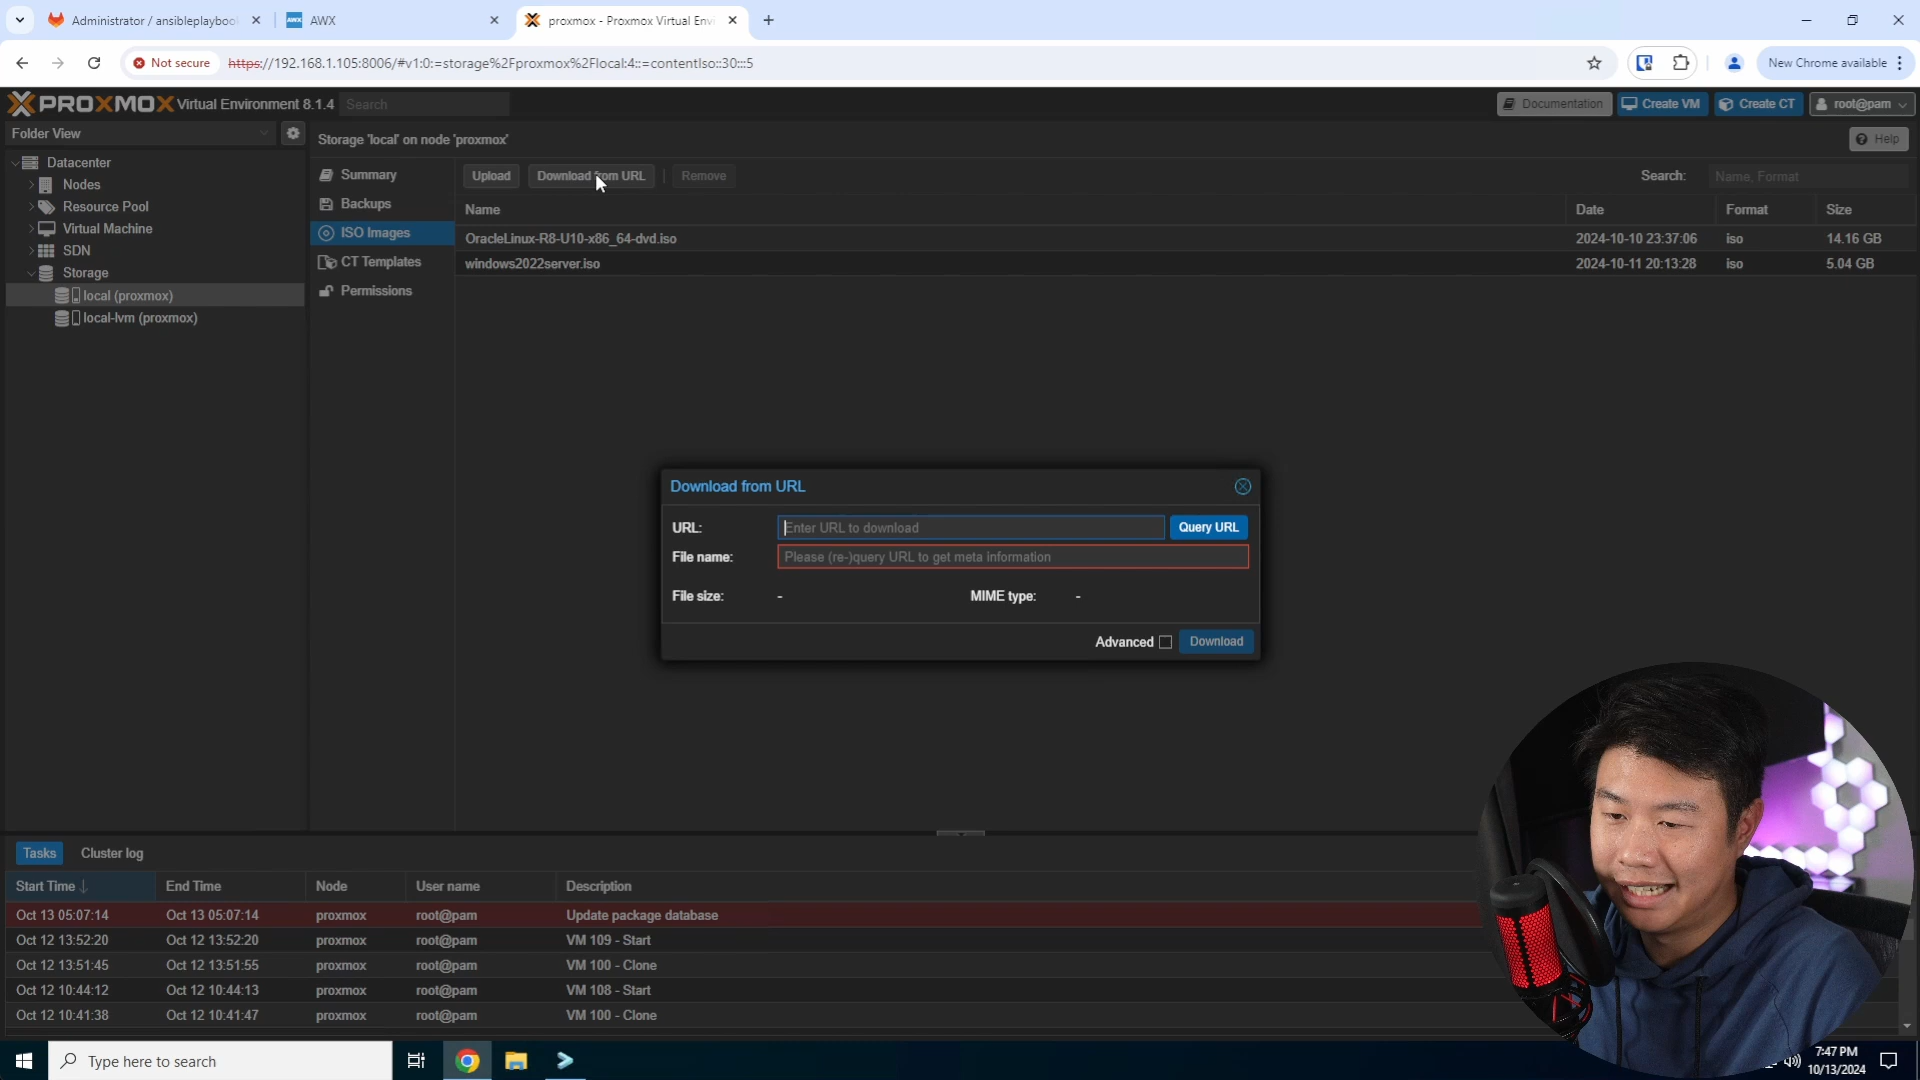 Administrator / ansibleplayboo
AWX
AWX
proxmox - Proxmox Virtual Envi
Not secure
https://192.168.1.105:8006/#v1:0:=storage%2Fproxmox%2Flocal:4::=contentIso::30:::5
New Chrome available
PROXMOX Virtual Environment 8.1.4
Search
Documentation
Create VM
Create CT
root@pam
Folder View
Storage 'local' on node 'proxmox'
Help
Datacenter
Nodes
Resource Pool
Virtual Machine
SDN
Storage
local (proxmox)
local-lvm (proxmox)
Summary
Backups
ISO Images
CT Templates
Permissions
Upload
Download from URL
Remove
Search:
Name, Format
Name
Date
Format
Size
OracleLinux-R8-U10-x86_64-dvd.iso
2024-10-10 23:37:06
iso
14.16 GB
windows2022server.iso
2024-10-11 20:13:28
iso
5.04 GB
Download from URL
URL:
Enter URL to download
Query URL
File name:
Please (re-)query URL to get meta information
File size:
-
MIME type:
-
Advanced
Download
Tasks
Cluster log
Start Time
End Time
Node
User name
Description
Oct 13 05:07:14
Oct 13 05:07:14
proxmox
root@pam
Update package database
Oct 12 13:52:20
Oct 12 13:52:20
proxmox
root@pam
VM 109 - Start
Oct 12 13:51:45
Oct 12 13:51:55
proxmox
root@pam
VM 100 - Clone
Oct 12 10:44:12
Oct 12 10:44:13
proxmox
root@pam
VM 108 - Start
Oct 12 10:41:38
Oct 12 10:41:47
proxmox
root@pam
VM 100 - Clone
Type here to search
7:47 PM
10/13/2024